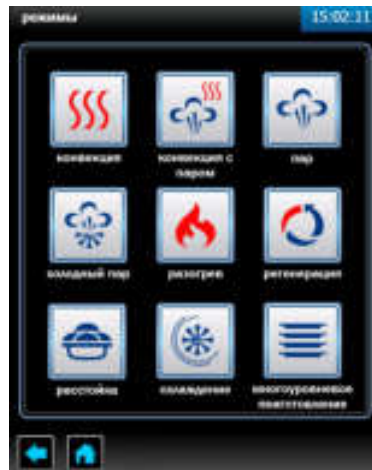 режимы 15:02:11
конвекция
конвекция с
паром
пар
холодный пар
разогрев
регенерация
расстойка
охлаждение
многоуровневое
приготовление